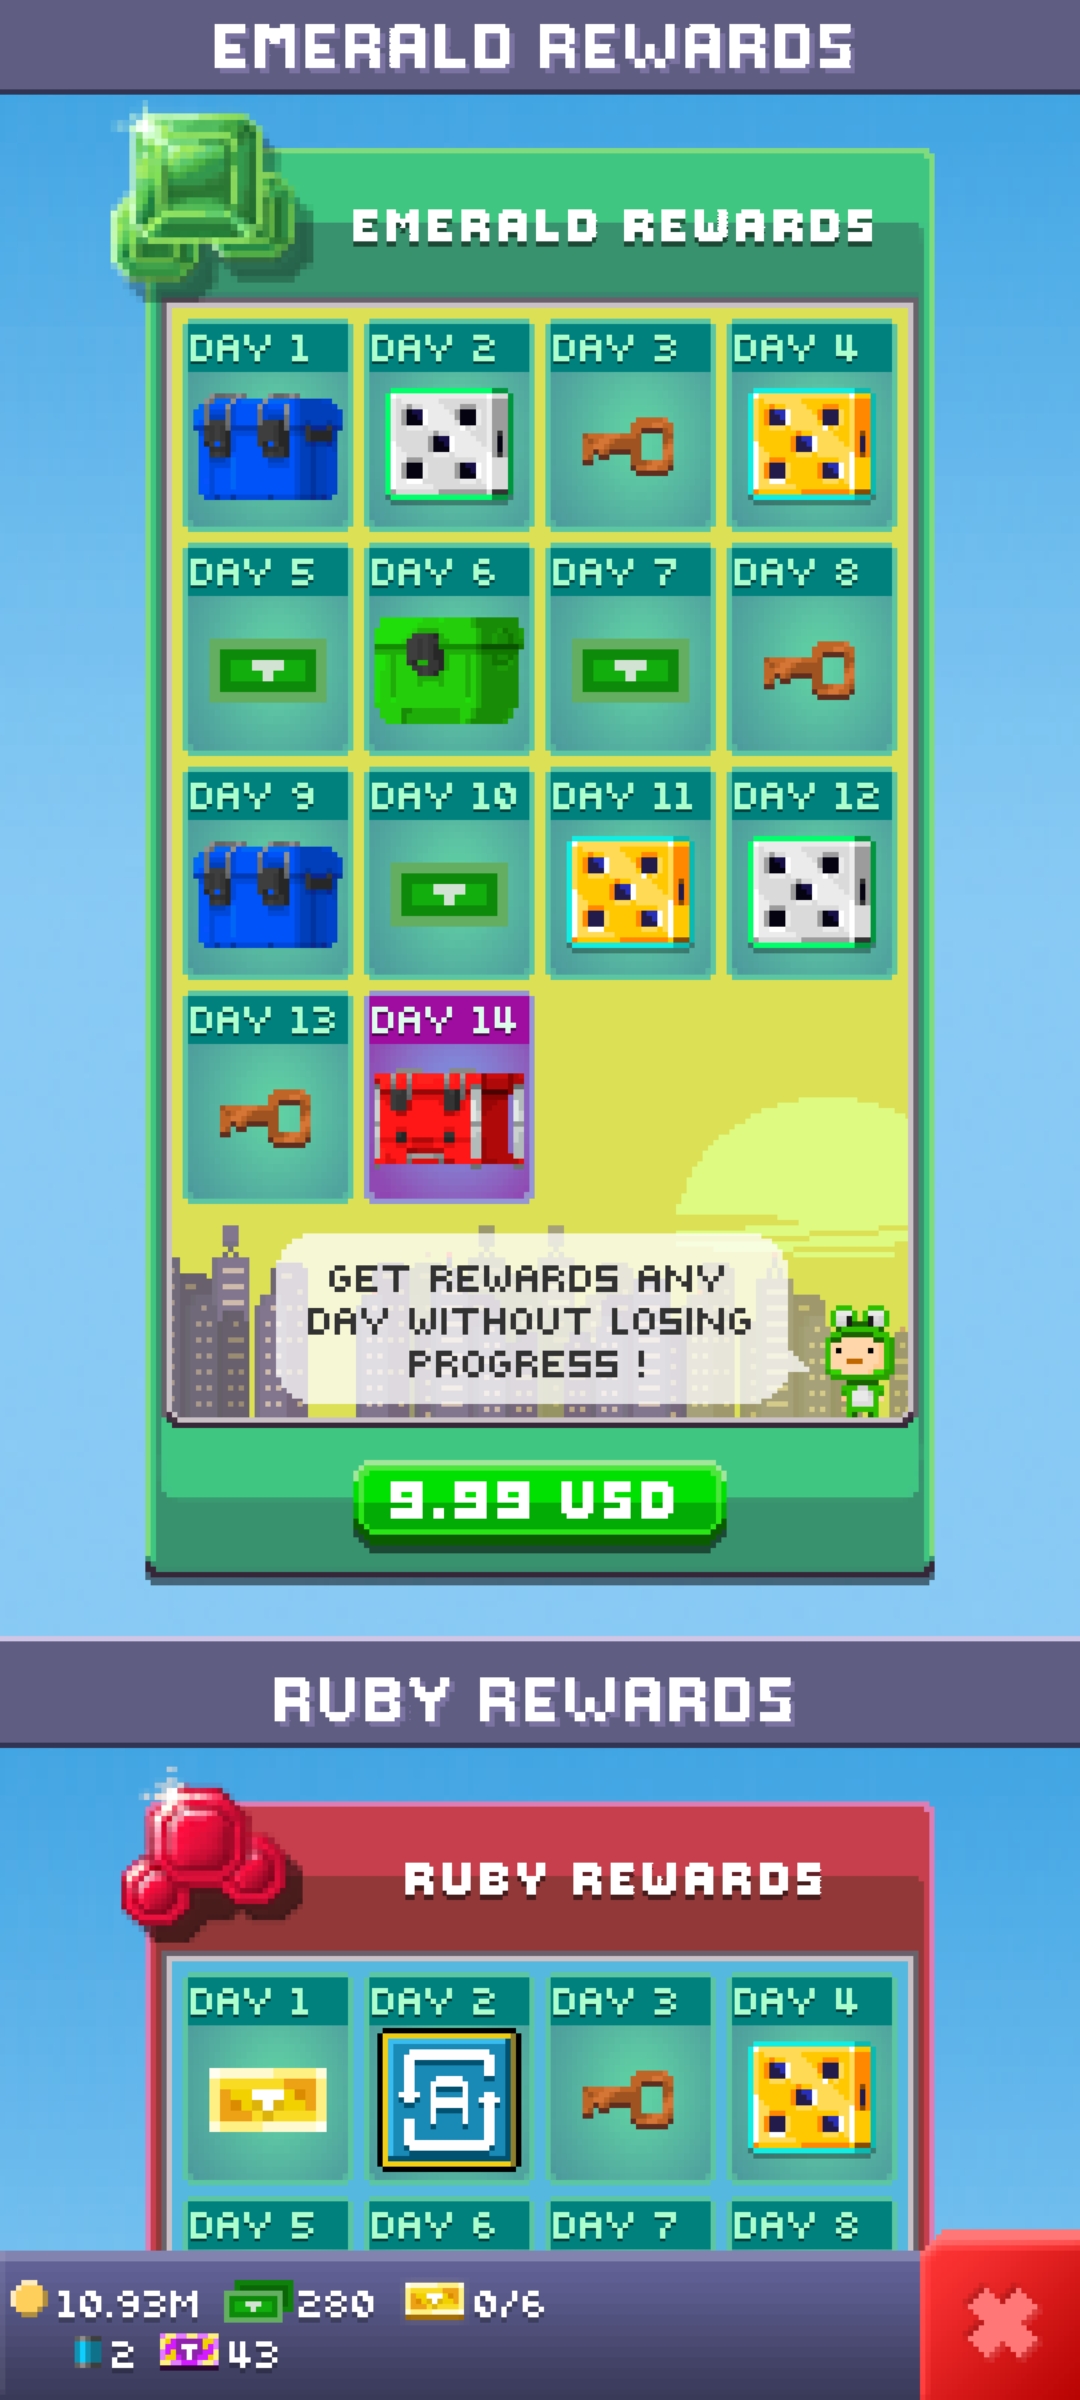 EMERALD REWARDS
EMERALD REWARDS
DAY 1 DAY 2 DAY 3 DAY 4
DAY 5 DAY 6 DAY 7 DAY 8
DAY 9 DAY 10 DAY 11 DAY 12
DAY 13 DAY 14
GET REWARDS ANY
DAY WITHOUT LOSING
PROGRESS !
9.99 USD
RUBY REWARDS
RUBY REWARDS
DAY 1 DAY 2 DAY 3 DAY 4
A
DAY 5 DAY 6 DAY 7 DAY 8
10.93M 280 0/6
2 T 43